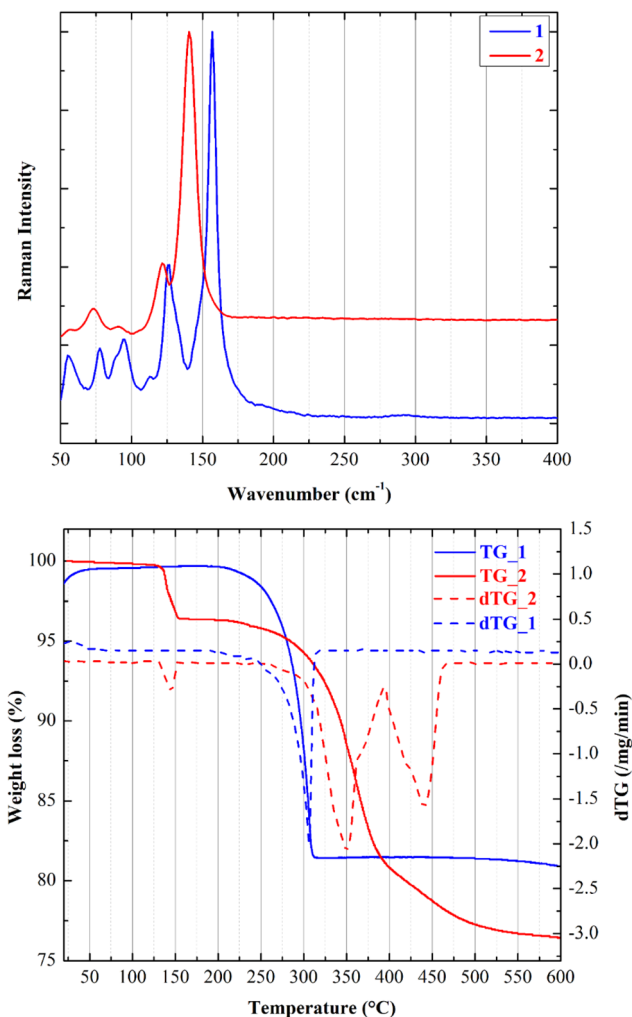 1
2
Raman Intensity
50 100 150 200 250 300 350 400
Wavenumber (cm-1)
TG_1
TG_2
dTG_2
dTG_1
Weight loss (%)
100
95
90
85
80
75
1.5
1.0
0.5
0.0
-0.5
-1.0
-1.5
-2.0
-2.5
-3.0
dTG (/mg/min)
50 100 150 200 250 300 350 400 450 500 550 600
Temperature (°C)